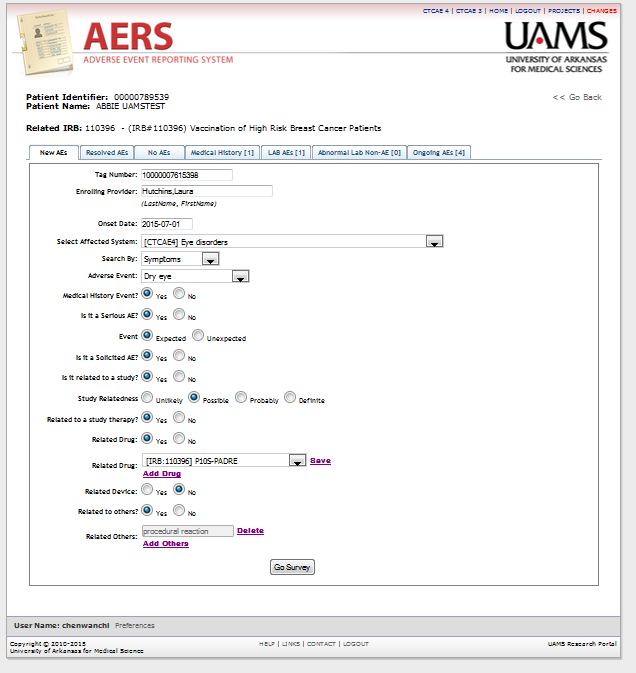 CTCAE 4 | CTCAE 3 | HOME | LOGOUT | PROJECTS | CHANGES
AERS
ADVERSE EVENT REPORTING SYSTEM
UAMS
UNIVERSITY OF ARKANSAS
FOR MEDICAL SCIENCES
Patient Identifier: 00000789539
<< Go Back
Patient Name: ABBIE UAMSTEST
Related IRB: 110396 - (IRB#110396) Vaccination of High Risk Breast Cancer Patients
New AEs Resolved AEs No AEs Medical History [1] LAB AEs [1] Abnormal Lab Non-AE [0] Ongoing AEs [4]
Tag Number: 10000007615398
Enrolling Provider: Hutchins,Laura
(LastName, FirstName)
Onset Date: 2015-07-01
Select Affected System: [CTCAE4] Eye disorders
Search By: Symptoms
Adverse Event: Dry eye
Medical History Event? Yes No
Is it a Serious AE? Yes No
Event Expected Unexpected
Is it a Solicited AE? Yes No
Is it related to a study? Yes No
Study Relatedness Unlikely Possible Probably Definite
Related to a study therapy? Yes No
Related Drug: Yes No
Related Drug: [IRB:110396] P10S-PADRE Save
Add Drug
Related Device: Yes No
Related to others? Yes No
Related Others: procedural reaction Delete
Add Others
Go Survey
User Name: chenwanchi Preferences
Copyright © 2010-2015
University of Arkansas for Medical Science
HELP | LINKS | CONTACT | LOGOUT
UAMS Research Portal